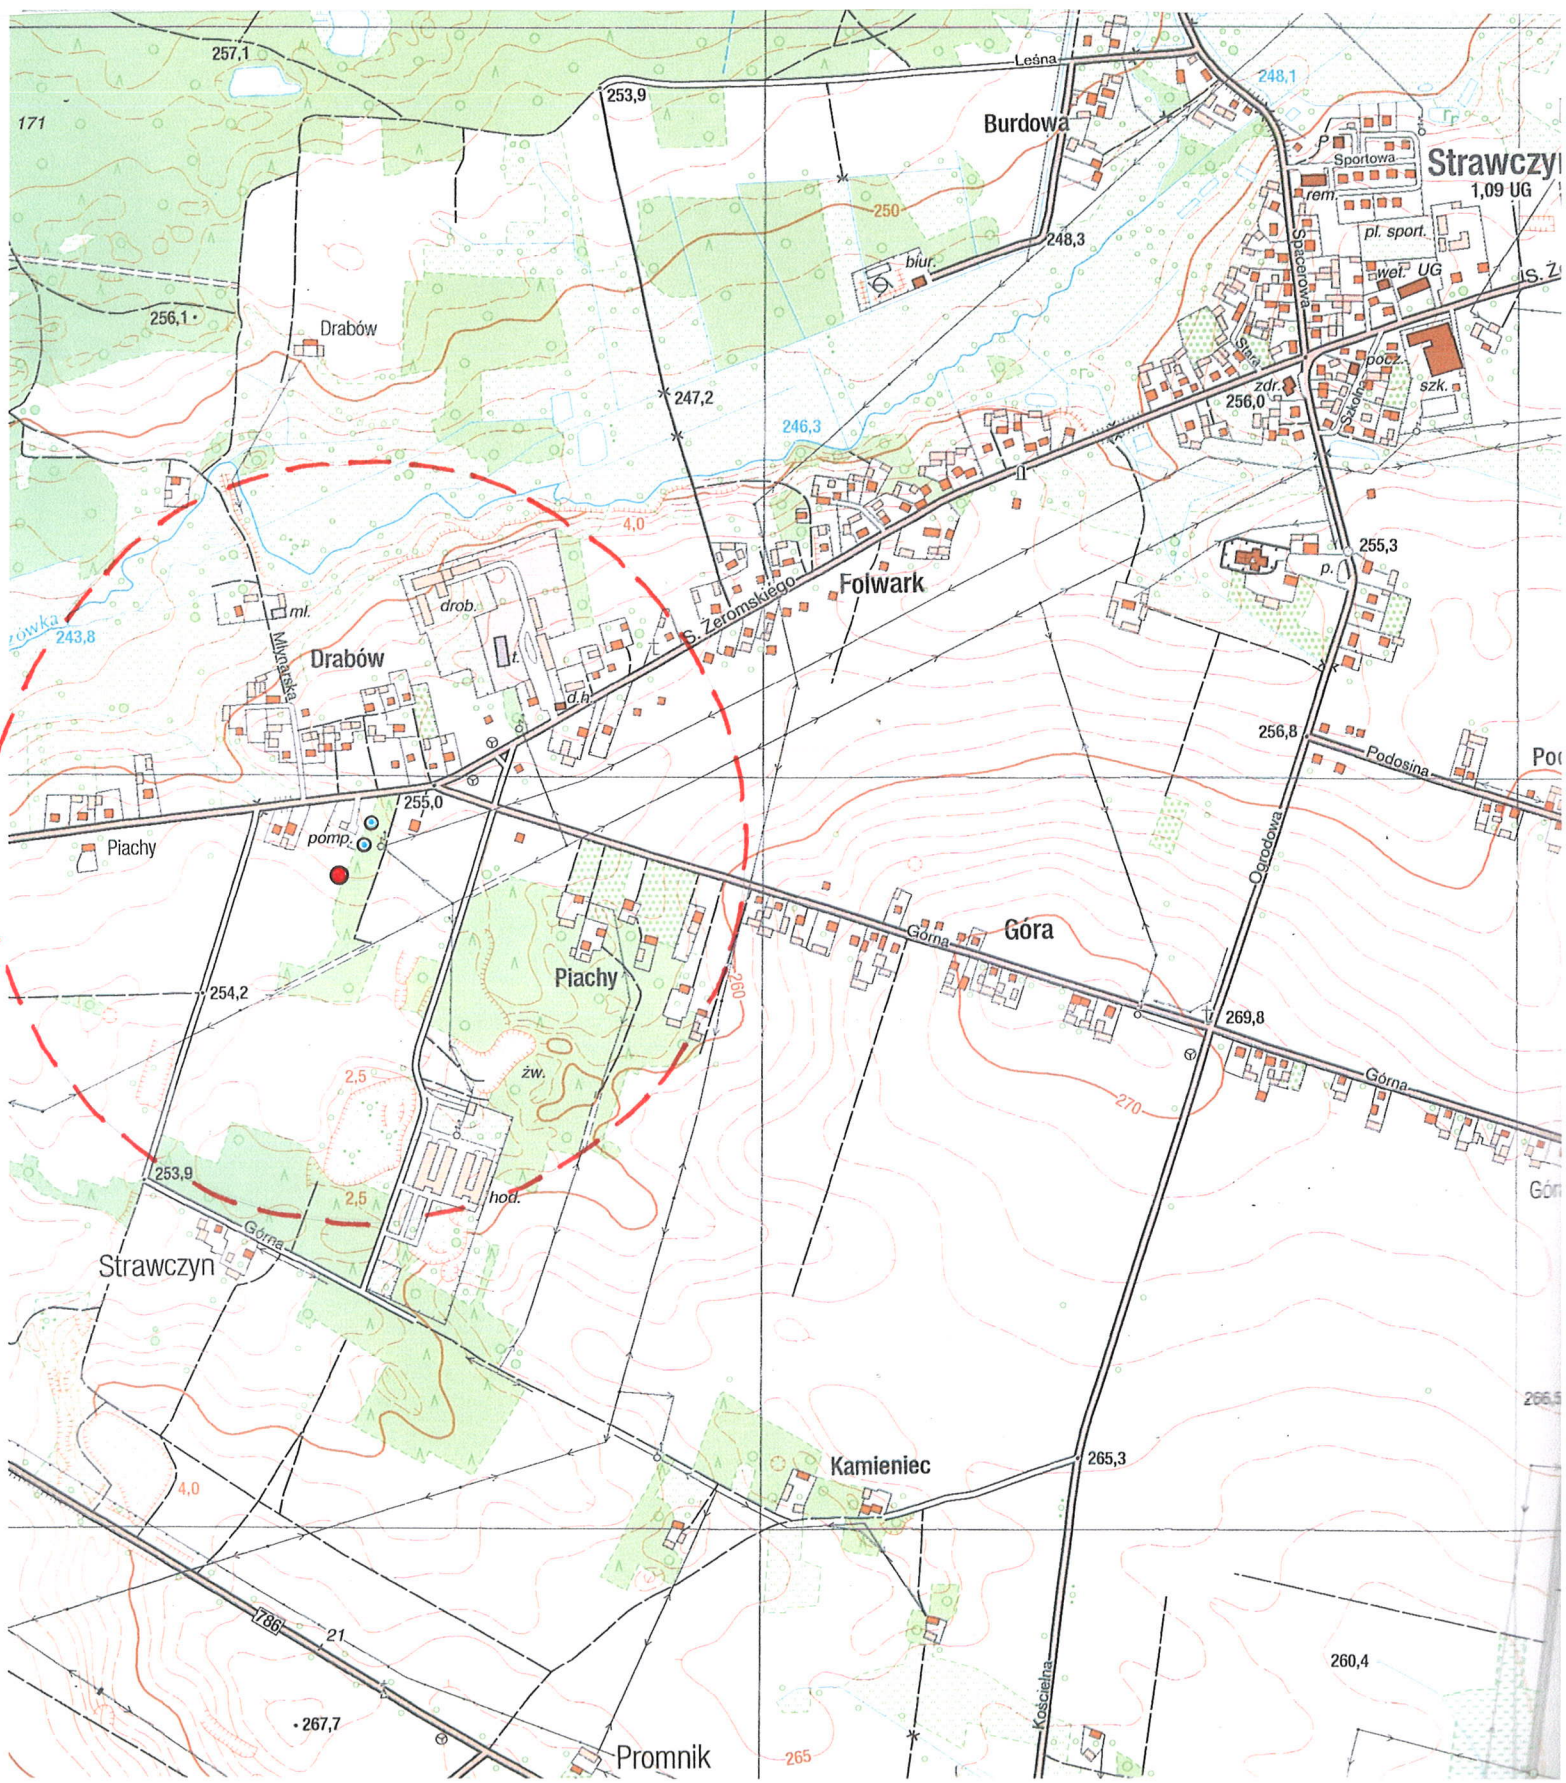 257,1
Leśna
248,1
253,9
171
Burdowa
P
Sportowa
Strawczy
1,09 UG
rem.
250
pl. sport.
248,3
biur.
Spacerowa
wet.
UG
256,1
Drabów
Stara
pocz.
247,2
zdr.
256,0
szk.
Szkolna
246,3
4,0
255,3
p.
Folwark
drob.
ml.
S. Żeromskiego
243,8
Młynarska
Drabów
t.
d.h.
256,8
Podosina
255,0
pomp.
Piachy
Ogrodowa
Góra
Górna
Piachy
260
254,2
269,8
2,5
żw.
270
Górna
253,9
2,5
hod.
Górna
Strawczyn
266,5
Kamieniec
265,3
4,0
786
21
260,4
Kościelna
267,7
Promnik
265